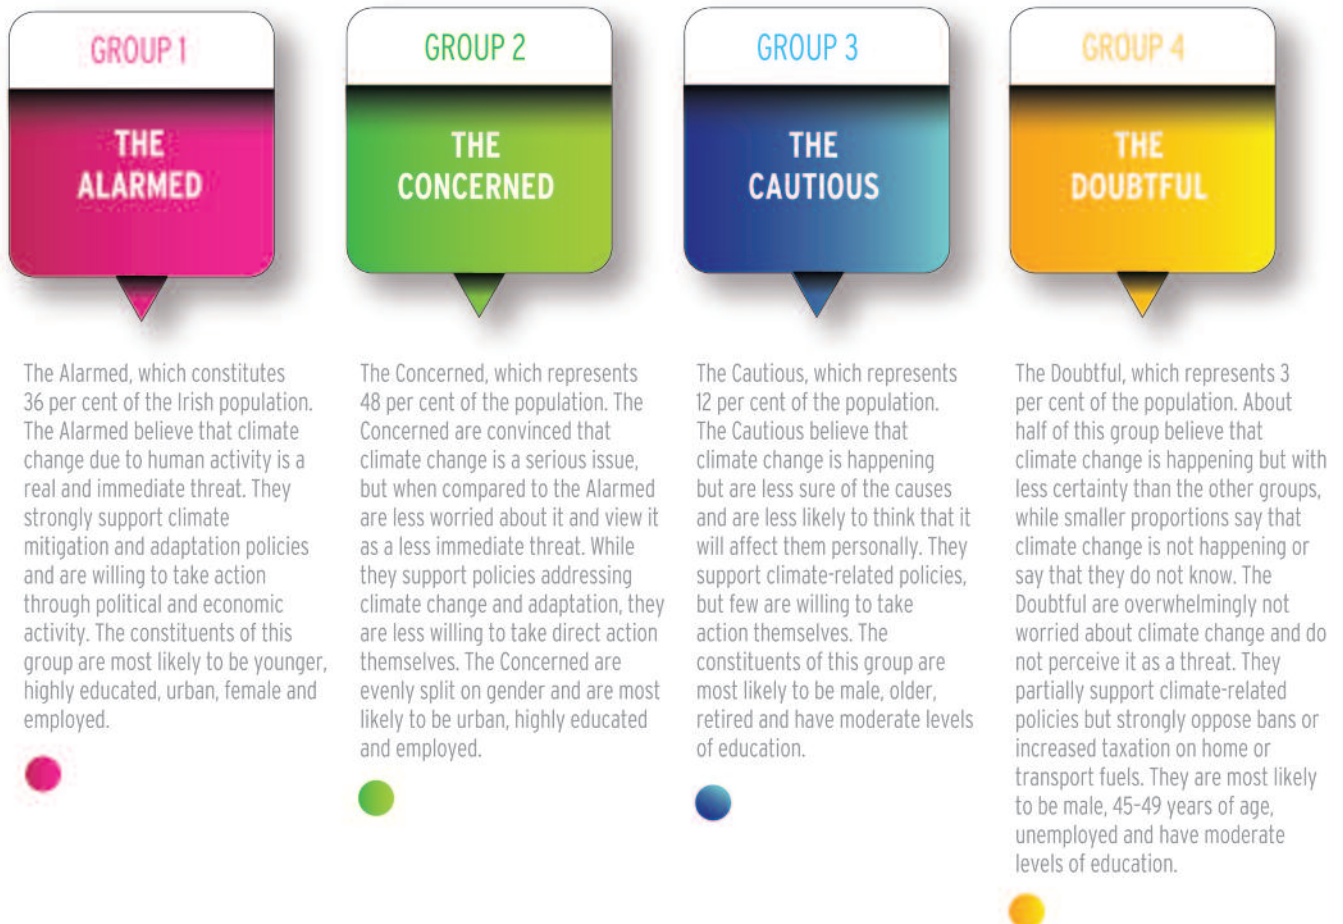 GROUP 1
THE
ALARMED
The Alarmed, which constitutes
36 per cent of the Irish population.
The Alarmed believe that climate
change due to human activity is a
real and immediate threat. They
strongly support climate
mitigation and adaptation policies
and are willing to take action
through political and economic
activity. The constituents of this
group are most likely to be younger,
highly educated, urban, female and
employed.
GROUP 2
THE
CONCERNED
The Concerned, which represents
48 per cent of the population. The
Concerned are convinced that
climate change is a serious issue,
but when compared to the Alarmed
are less worried about it and view it
as a less immediate threat. While
they support policies addressing
climate change and adaptation, they
are less willing to take direct action
themselves. The Concerned are
evenly split on gender and are most
likely to be urban, highly educated
and employed.
GROUP 3
THE
CAUTIOUS
The Cautious, which represents
12 per cent of the population.
The Cautious believe that
climate change is happening
but are less sure of the causes
and are less likely to think that it
will affect them personally. They
support climate-related policies,
but few are willing to take
action themselves. The
constituents of this group are
most likely to be male, older,
retired and have moderate levels
of education.
GROUP 4
THE
DOUBTFUL
The Doubtful, which represents 3
per cent of the population. About
half of this group believe that
climate change is happening but with
less certainty than the other groups,
while smaller proportions say that
climate change is not happening or
say that they do not know. The
Doubtful are overwhelmingly not
worried about climate change and do
not perceive it as a threat. They
partially support climate-related
policies but strongly oppose bans or
increased taxation on home or
transport fuels. They are most likely
to be male, 45-49 years of age,
unemployed and have moderate
levels of education.